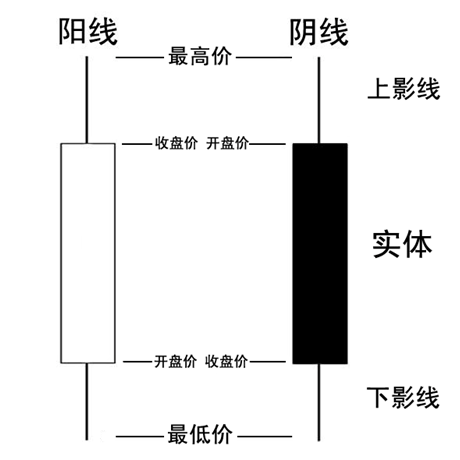 阳线 阴线
最高价
上影线
收盘价 开盘价
实体
开盘价 收盘价
下影线
最低价